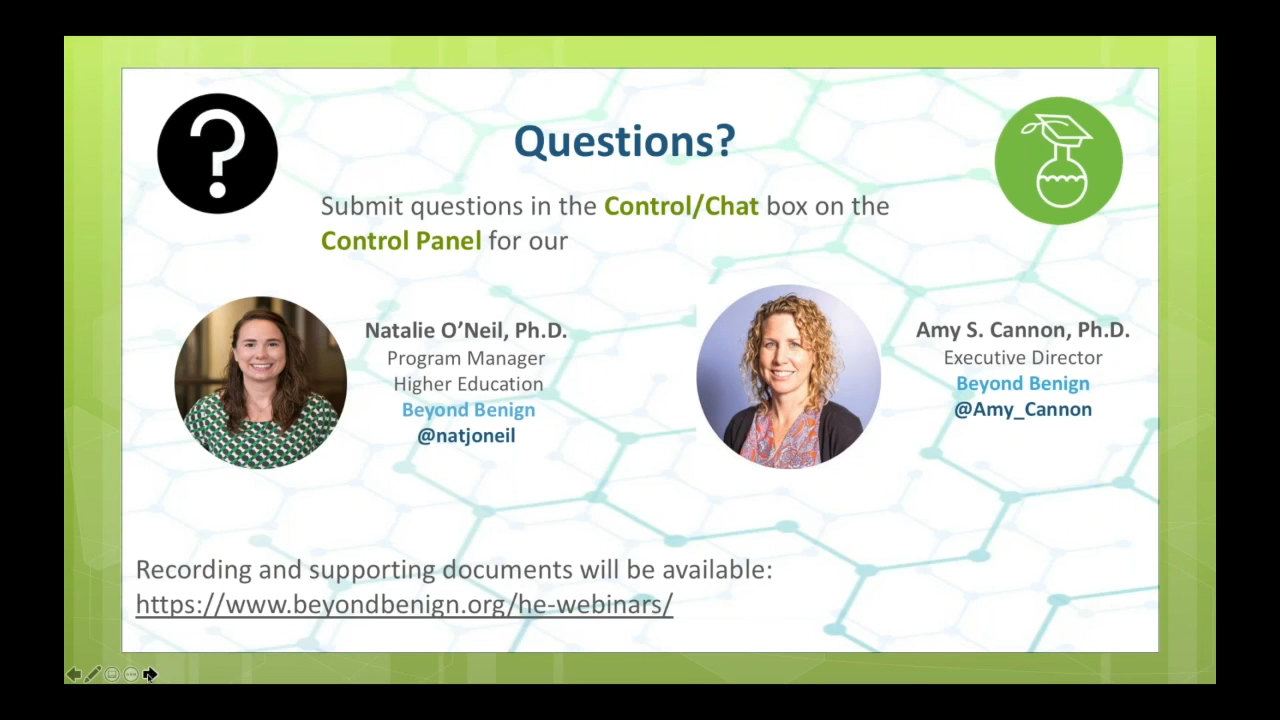 ?
Questions?
Submit questions in the Control/Chat box on the
Control Panel for our
Natalie O’Neil, Ph.D.
Program Manager
Higher Education
Beyond Benign
@natjoneil
Amy S. Cannon, Ph.D.
Executive Director
Beyond Benign
@Amy_Cannon
Recording and supporting documents will be available:
https://www.beyondbenign.org/he-webinars/